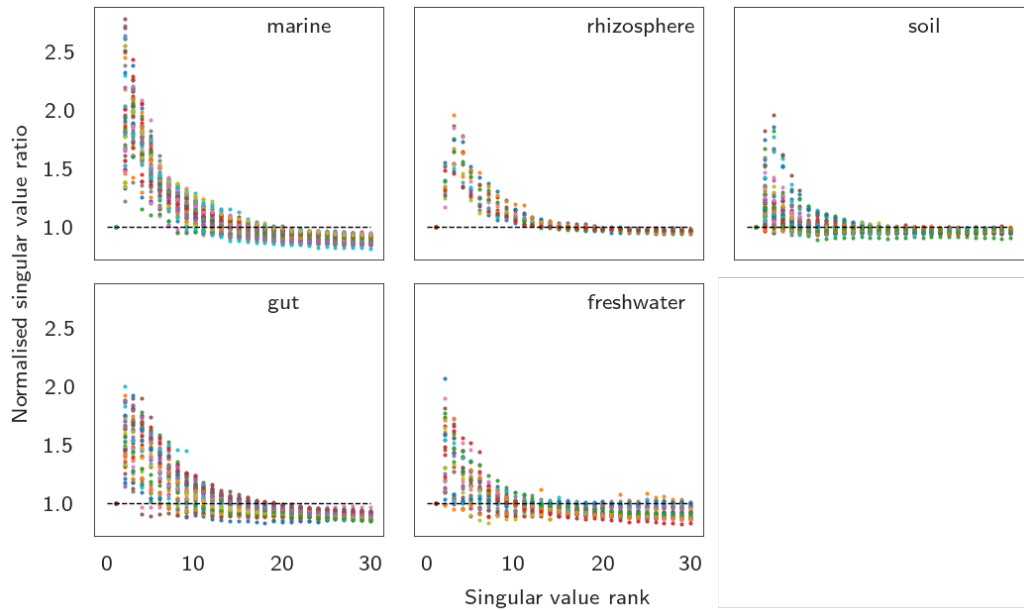 marine
rhizosphere
soil
2.5
2.0
1.5
1.0
Normalised singular value ratio
gut
freshwater
2.5
2.0
1.5
1.0
0 10 20 30
0 10 20 30
Singular value rank